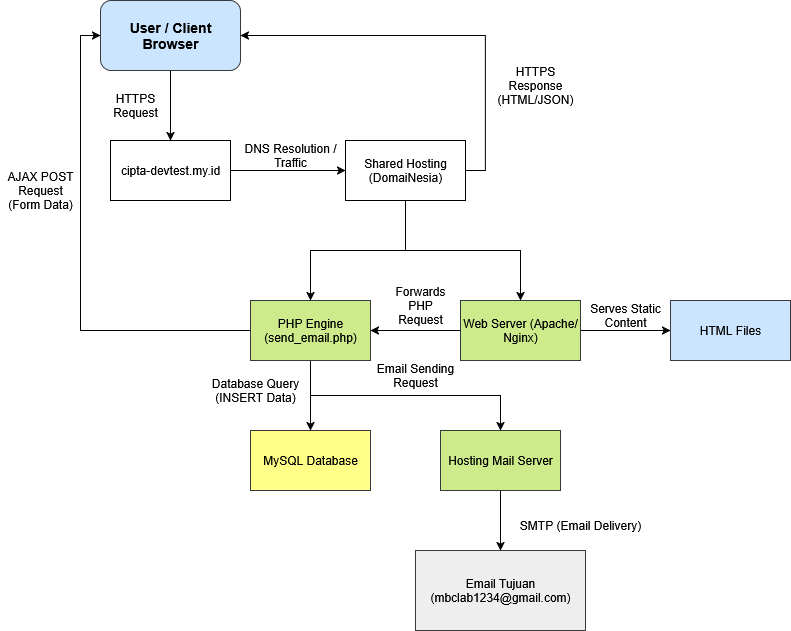 User / Client
Browser
HTTPS
Request
HTTPS
Response
(HTML/JSON)
cipta-devtest.my.id
DNS Resolution /
Traffic
Shared Hosting
(DomaiNesia)
AJAX POST
Request
(Form Data)
Forwards
PHP
Request
PHP Engine
(send_email.php)
Web Server (Apache/
Nginx)
Serves Static
Content
HTML Files
Database Query
(INSERT Data)
Email Sending
Request
MySQL Database
Hosting Mail Server
SMTP (Email Delivery)
Email Tujuan
(mbclab1234@gmail.com)